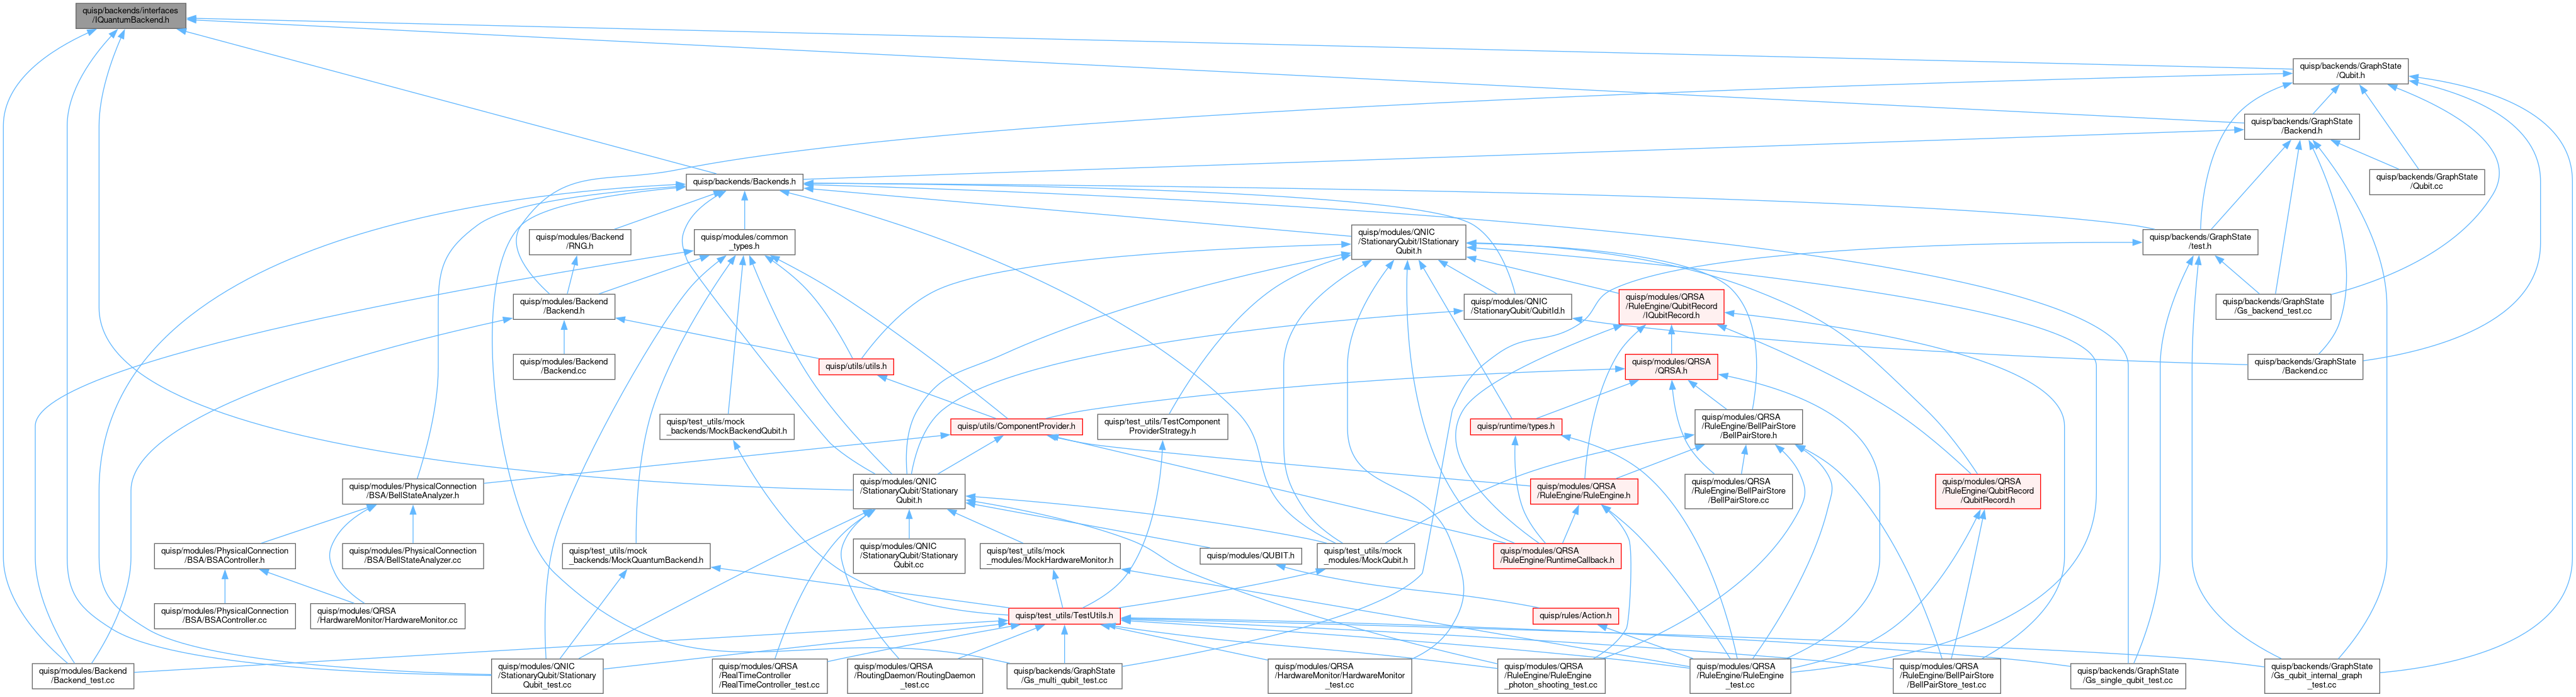 quisp/backends/interfaces
/IQuantumBackend.h
quisp/backends/GraphState
/Qubit.h
quisp/backends/GraphState
/Backend.h
quisp/backends/Backends.h
quisp/backends/GraphState
/Qubit.cc
quisp/modules/Backend
/RNG.h
quisp/modules/common
_types.h
quisp/modules/QNIC
/StationaryQubit/IStationary
Qubit.h
quisp/backends/GraphState
/test.h
quisp/modules/Backend
/Backend.h
quisp/modules/QNIC
/StationaryQubit/QubitId.h
quisp/modules/QRSA
/RuleEngine/QubitRecord
/IQubitRecord.h
quisp/backends/GraphState
/Gs_backend_test.cc
quisp/modules/Backend
/Backend.cc
quisp/utils/utils.h
quisp/modules/QRSA
/QRSA.h
quisp/backends/GraphState
/Backend.cc
quisp/test_utils/mock
_backends/MockBackendQubit.h
quisp/utils/ComponentProvider.h
quisp/test_utils/TestComponent
ProviderStrategy.h
quisp/runtime/types.h
quisp/modules/QRSA
/RuleEngine/BellPairStore
/BellPairStore.h
quisp/modules/PhysicalConnection
/BSA/BellStateAnalyzer.h
quisp/modules/QNIC
/StationaryQubit/Stationary
Qubit.h
quisp/modules/QRSA
/RuleEngine/RuleEngine.h
quisp/modules/QRSA
/RuleEngine/BellPairStore
/BellPairStore.cc
quisp/modules/QRSA
/RuleEngine/QubitRecord
/QubitRecord.h
quisp/modules/PhysicalConnection
/BSA/BSAController.h
quisp/modules/PhysicalConnection
/BSA/BellStateAnalyzer.cc
quisp/test_utils/mock
_backends/MockQuantumBackend.h
quisp/modules/QNIC
/StationaryQubit/Stationary
Qubit.cc
quisp/test_utils/mock
_modules/MockHardwareMonitor.h
quisp/modules/QUBIT.h
quisp/test_utils/mock
_modules/MockQubit.h
quisp/modules/QRSA
/RuleEngine/RuntimeCallback.h
quisp/modules/PhysicalConnection
/BSA/BSAController.cc
quisp/modules/QRSA
/HardwareMonitor/HardwareMonitor.cc
quisp/test_utils/TestUtils.h
quisp/rules/Action.h
quisp/modules/Backend
/Backend_test.cc
quisp/modules/QNIC
/StationaryQubit/Stationary
Qubit_test.cc
quisp/modules/QRSA
/RealTimeController
/RealTimeController_test.cc
quisp/modules/QRSA
/RoutingDaemon/RoutingDaemon
_test.cc
quisp/backends/GraphState
/Gs_multi_qubit_test.cc
quisp/modules/QRSA
/HardwareMonitor/HardwareMonitor
_test.cc
quisp/modules/QRSA
/RuleEngine/RuleEngine
_photon_shooting_test.cc
quisp/modules/QRSA
/RuleEngine/RuleEngine
_test.cc
quisp/modules/QRSA
/RuleEngine/BellPairStore
/BellPairStore_test.cc
quisp/backends/GraphState
/Gs_single_qubit_test.cc
quisp/backends/GraphState
/Gs_qubit_internal_graph
_test.cc